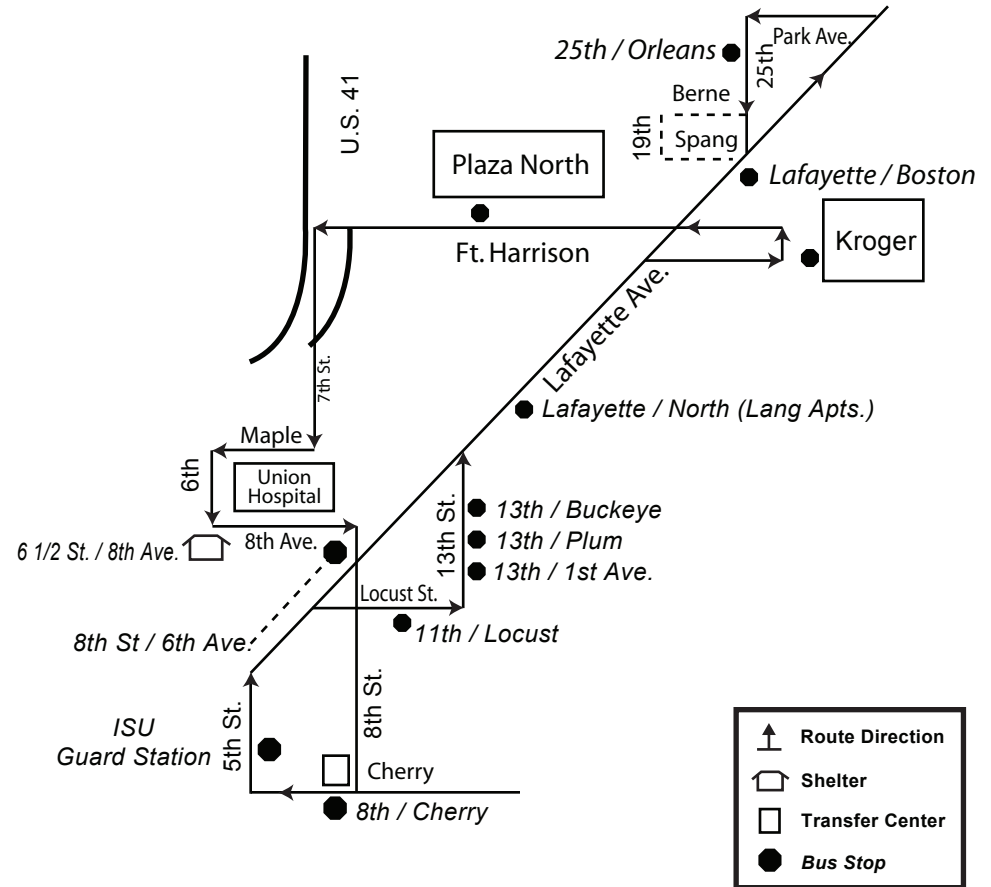 Park Ave.
25th / Orleans
25th
U.S. 41
Berne
19th
Spang
Plaza North
Lafayette / Boston
Kroger
Ft. Harrison
Lafayette Ave.
7th St.
Lafayette / North (Lang Apts.)
Maple
6th
Union
Hospital
13th St.
13th / Buckeye
13th / Plum
13th / 1st Ave.
6 1/2 St. / 8th Ave.
8th Ave.
Locust St.
11th / Locust
8th St / 6th Ave.
8th St.
5th St.
ISU
Guard Station
Cherry
8th / Cherry
Route Direction
Shelter
Transfer Center
Bus Stop